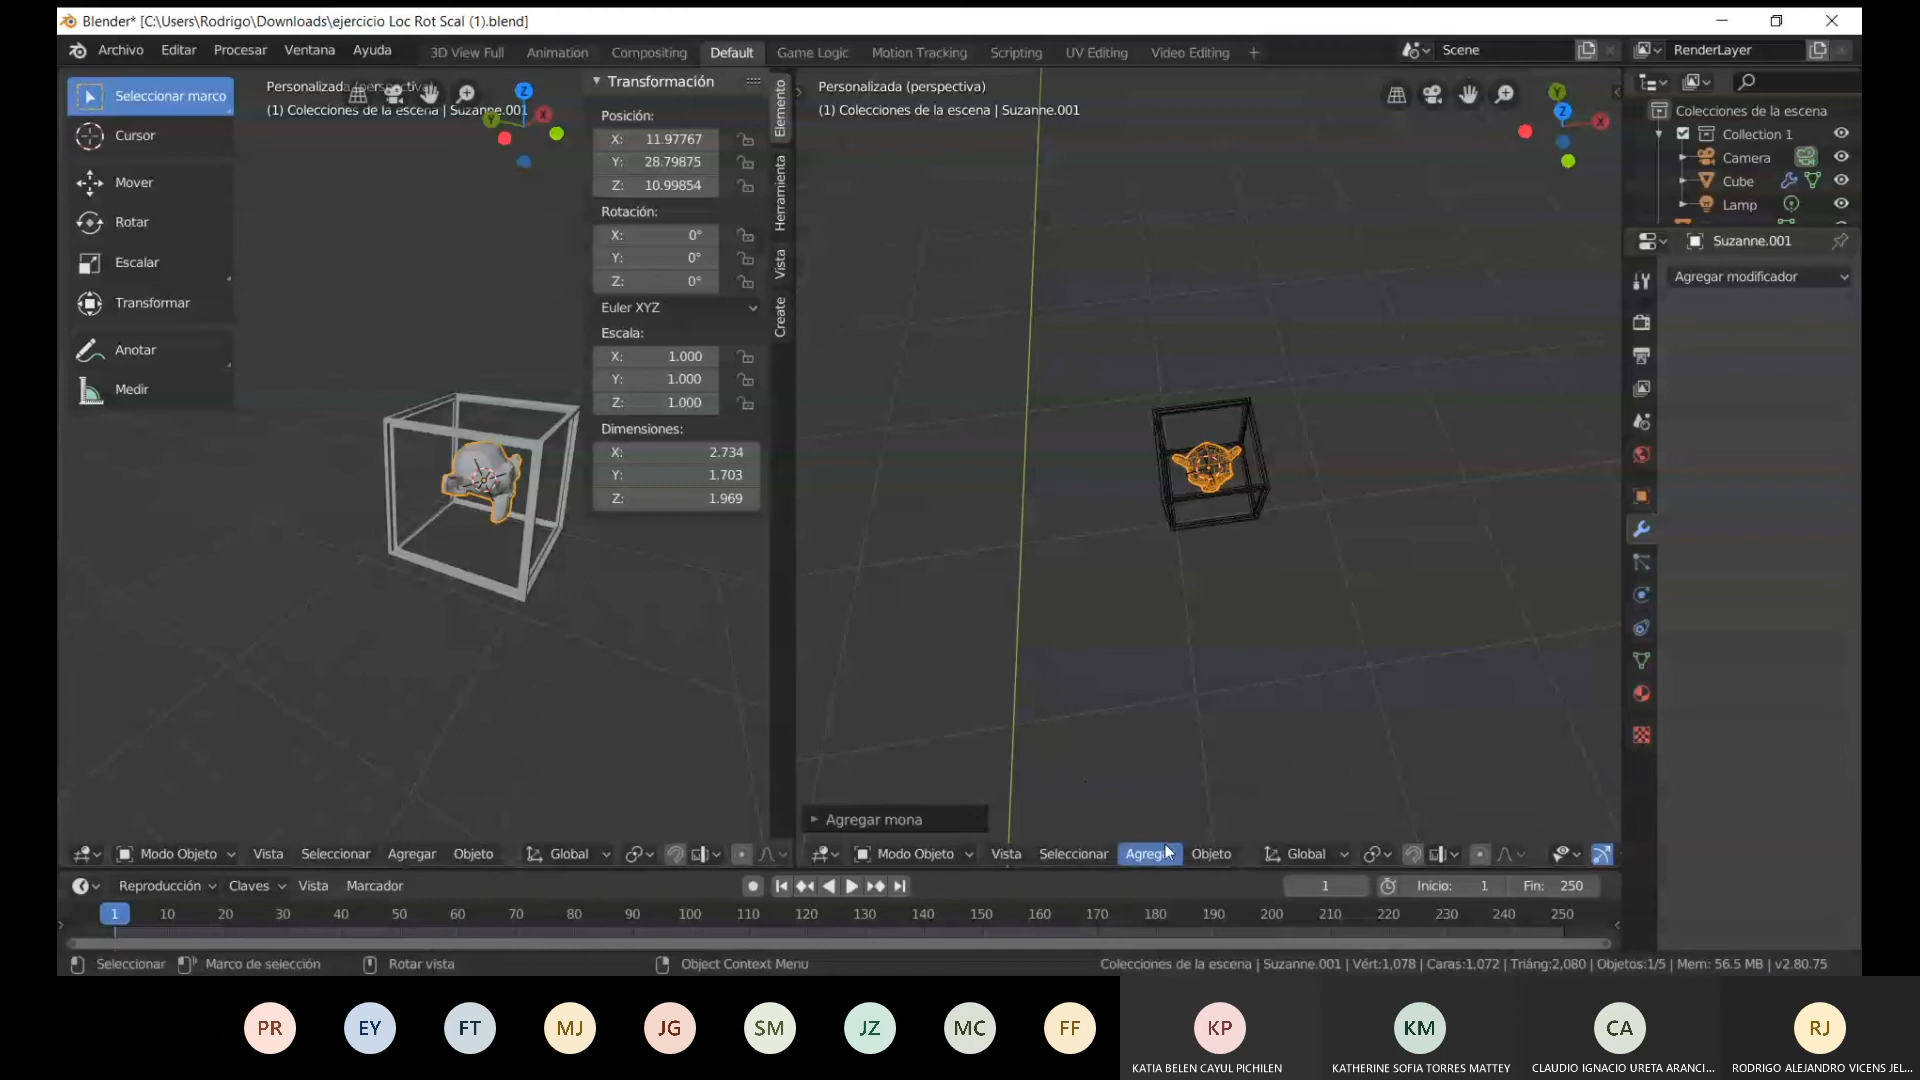 Blender* [C:\Users\Rodrigo\Downloads\ejercicio Loc Rot Scal (1).blend]
Archivo Editar Procesar Ventana Ayuda 3D View Full Animation Compositing Default Game Logic Motion Tracking Scripting UV Editing Video Editing + Scene RenderLayer
Seleccionar marco
Cursor
Mover
Rotar
Escalar
Transformar
Anotar
Medir
Personalizada (perspectiva)
(1) Colecciones de la escena | Suzanne.001
Z
X
Y
Transformación
Posición:
X: 11.97767
Y: 28.79875
Z: 10.99854
Rotación:
X: 0°
Y: 0°
Z: 0°
Euler XYZ
Escala:
X: 1.000
Y: 1.000
Z: 1.000
Dimensiones:
X: 2.734
Y: 1.703
Z: 1.969
Elemento
Herramienta
Vista
Create
Personalizada (perspectiva)
(1) Colecciones de la escena | Suzanne.001
Y
Z
X
Agregar mona
Colecciones de la escena
Collection 1
Camera
Cube
Lamp
Suzanne.001
Agregar modificador
Modo Objeto Vista Seleccionar Agregar Objeto Global
Modo Objeto Vista Seleccionar Agreg Objeto Global
Reproducción Claves Vista Marcador 1 Inicio: 1 Fin: 250
1 10 20 30 40 50 60 70 80 90 100 110 120 130 140 150 160 170 180 190 200 210 220 230 240 250
Seleccionar Marco de selección Rotar vista Object Context Menu Colecciones de la escena | Suzanne.001 | Vért:1,078 | Caras:1,072 | Triáng:2,080 | Objetos:1/5 | Mem: 56.5 MB | v2.80.75
PR EY FT MJ JG SM JZ MC FF KP KM CA RJ
KATIA BELEN CAYUL PICHILEN KATHERINE SOFIA TORRES MATTEY CLAUDIO IGNACIO URETA ARANCI... RODRIGO ALEJANDRO VICENS JEL...